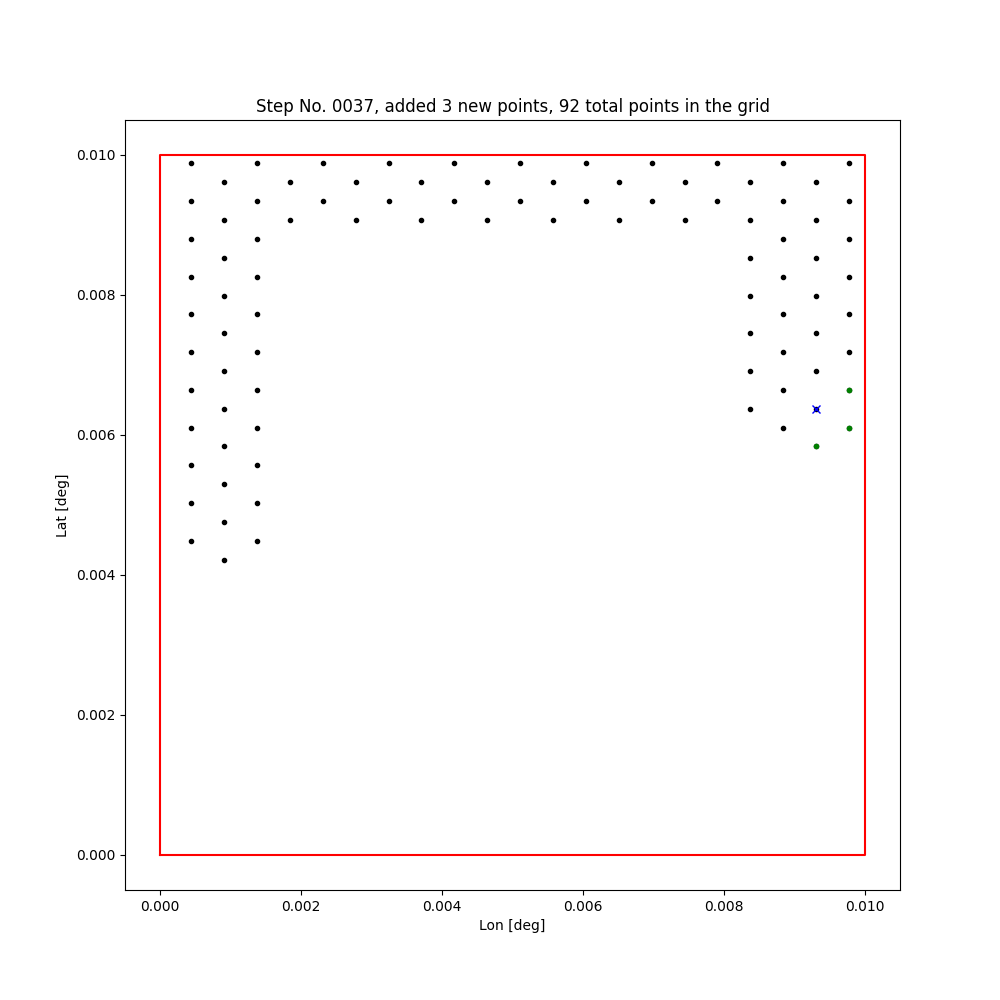 Step No. 0037, added 3 new points, 92 total points in the grid
0.010
0.008
0.006
0.004
0.002
0.000
Lat [deg]
0.000 0.002 0.004 0.006 0.008 0.010
Lon [deg]